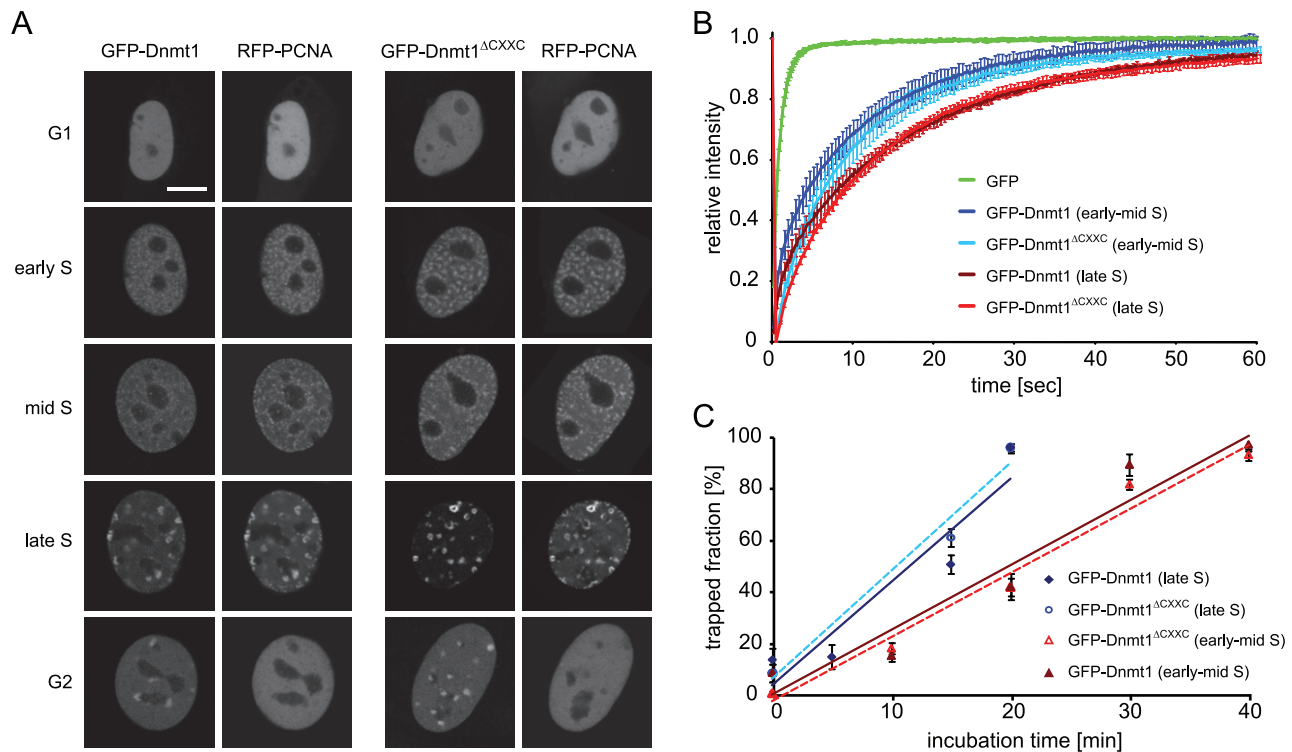 A
GFP-Dnmt1 RFP-PCNA GFP-Dnmt1ΔCXXC RFP-PCNA
G1
early S
mid S
late S
G2
B
relative intensity
1.0
0.8
0.6
0.4
0.2
0
0 10 20 30 40 50 60
time [sec]
GFP
GFP-Dnmt1 (early-mid S)
GFP-Dnmt1ΔCXXC (early-mid S)
GFP-Dnmt1 (late S)
GFP-Dnmt1ΔCXXC (late S)
C
trapped fraction [%]
100
80
60
40
20
0
0 10 20 30 40
incubation time [min]
GFP-Dnmt1 (late S)
GFP-Dnmt1ΔCXXC (late S)
GFP-Dnmt1ΔCXXC (early-mid S)
GFP-Dnmt1 (early-mid S)